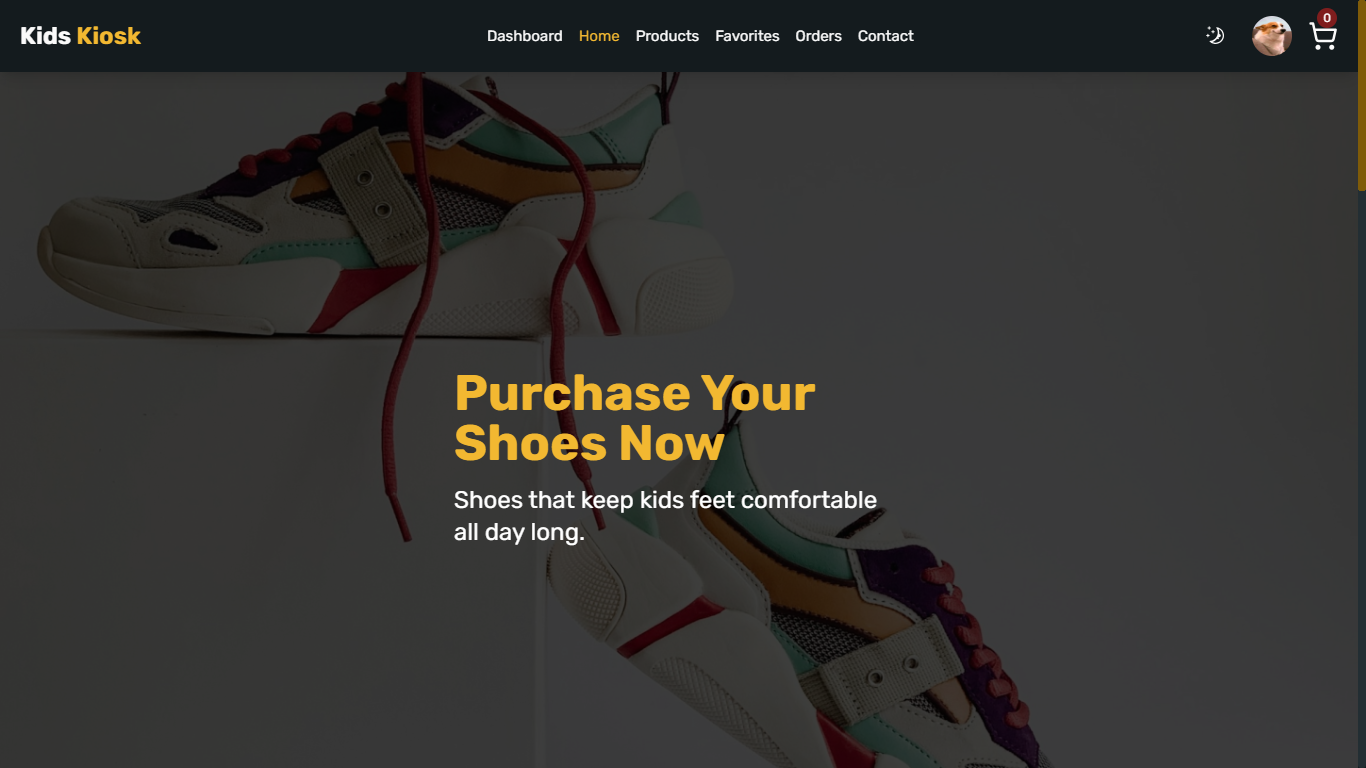 Kids Kiosk
Dashboard Home Products Favorites Orders Contact
0
Purchase Your
Shoes Now
Shoes that keep kids feet comfortable
all day long.